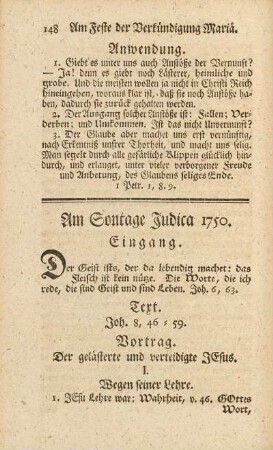 148 Am Feste der Verkündigung Mariä.
Anwendung.
1. Giebt es unter uns auch Anstöße der Vernunft?
— Ja! denn es giebt noch Lästerer, heimliche und
grobe. Und die meisten wollen ja nicht in Christi Reich
hineingehen, woraus klar ist, daß sie noch Anstöße ha-
ben, dadurch sie zurück gehalten werden.
2. Der Ausgang solcher Anstöße ist: Fallen; Ver-
derben; und Umkommen. Ist das nicht Unvernunft?
3. Der Glaube aber machet uns erst vernünftig,
nach Erkenntniß unsrer Thorheit, und macht uns selig.
Man segelt durch alle gefärliche Klippen glücklich hin-
durch, und erlanget, unter vieler verborgener Freude
und Anbetung, des Glaubens seliges Ende.
1 Petr. 1, 8. 9.
Am Sontage Judica 1750.
Eingang.
Der Geist ists, der da lebendig machet: das
Fleisch ist kein nütze. Die Worte, die ich
rede, die sind Geist und sind Leben. Joh. 6, 63.
Text.
Joh. 8, 46 = 59.
Vortrag.
Der gelästerte und verteidigte JEsus.
I.
Wegen seiner Lehre.
1. JEsu Lehre war: Wahrheit, v. 46. GOttes
Wort,